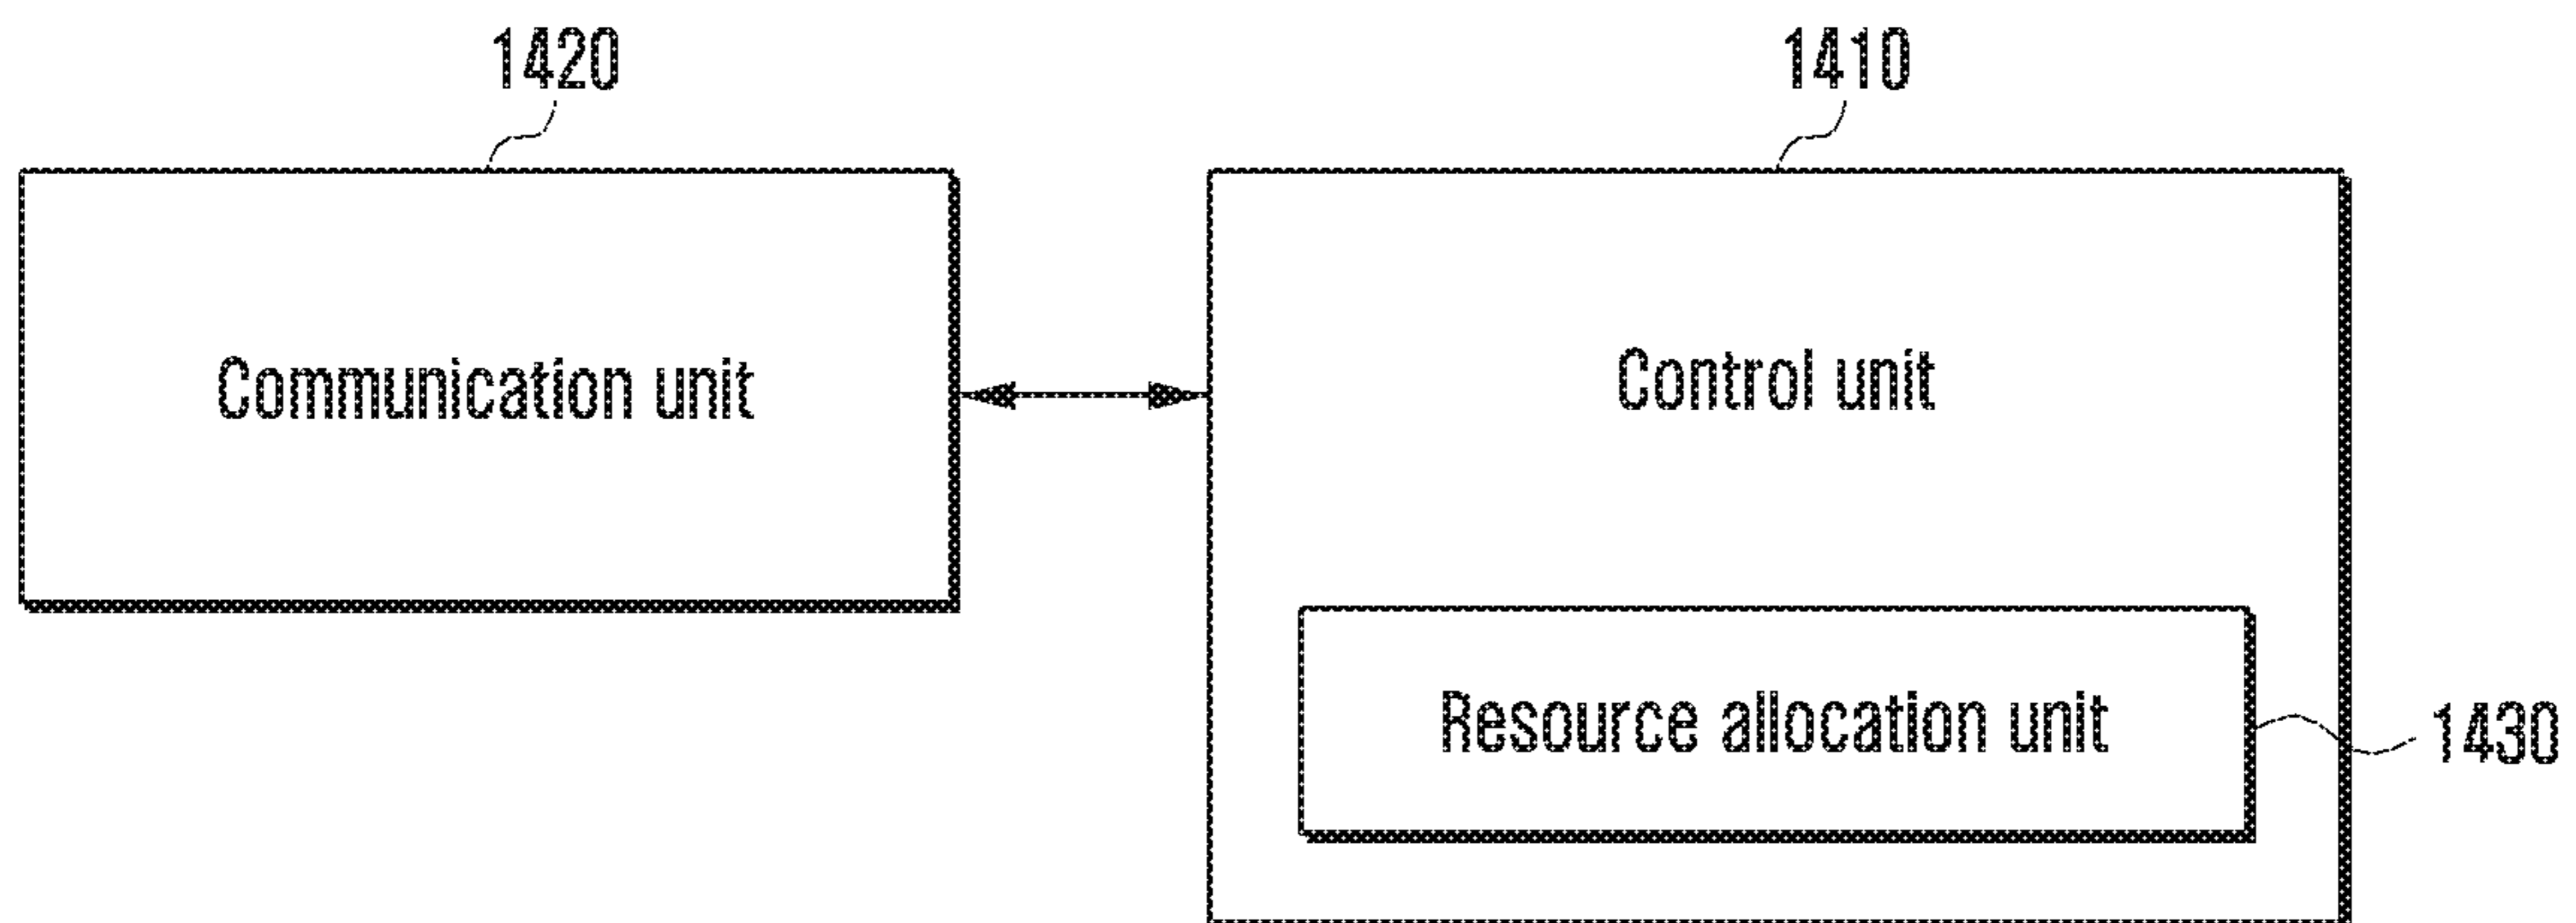 1420
1410
Communication unit
Control unit
Resource allocation unit
1430